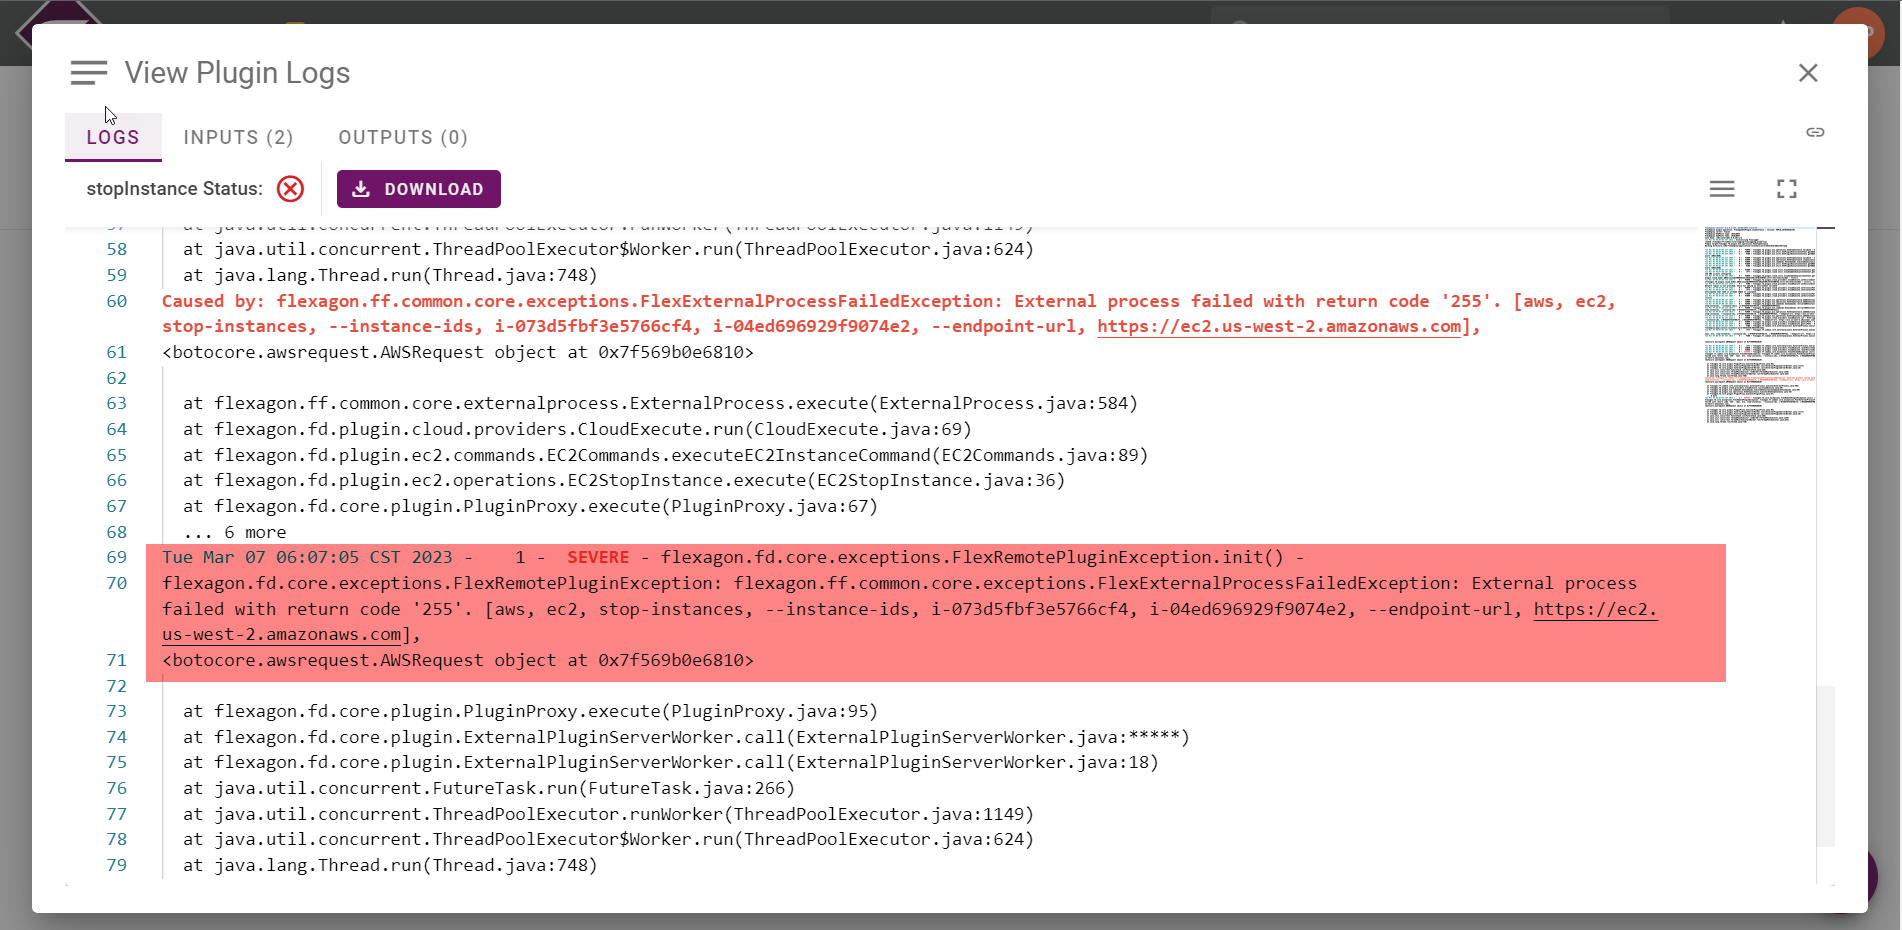 View Plugin Logs
LOGS
INPUTS (2)
OUTPUTS (0)
stopInstance Status:
DOWNLOAD
58 at java.util.concurrent.ThreadPoolExecutor$Worker.run(ThreadPoolExecutor.java:624)
59 at java.lang.Thread.run(Thread.java:748)
60 Caused by: flexagon.ff.common.core.exceptions.FlexExternalProcessFailedException: External process failed with return code '255'. [aws, ec2,
stop-instances, --instance-ids, i-073d5fbf3e5766cf4, i-04ed696929f9074e2, --endpoint-url, https://ec2.us-west-2.amazonaws.com],
61 <botocore.awsrequest.AWSRequest object at 0x7f569b0e6810>
62
63 at flexagon.ff.common.core.externalprocess.ExternalProcess.execute(ExternalProcess.java:584)
64 at flexagon.fd.plugin.cloud.providers.CloudExecute.run(CloudExecute.java:69)
65 at flexagon.fd.plugin.ec2.commands.EC2Commands.executeEC2InstanceCommand(EC2Commands.java:89)
66 at flexagon.fd.plugin.ec2.operations.EC2StopInstance.execute(EC2StopInstance.java:36)
67 at flexagon.fd.core.plugin.PluginProxy.execute(PluginProxy.java:67)
68 ... 6 more
69 Tue Mar 07 06:07:05 CST 2023 - 1 - SEVERE - flexagon.fd.core.exceptions.FlexRemotePluginException.init() -
70 flexagon.fd.core.exceptions.FlexRemotePluginException: flexagon.ff.common.core.exceptions.FlexExternalProcessFailedException: External process
failed with return code '255'. [aws, ec2, stop-instances, --instance-ids, i-073d5fbf3e5766cf4, i-04ed696929f9074e2, --endpoint-url, https://ec2.
us-west-2.amazonaws.com],
71 <botocore.awsrequest.AWSRequest object at 0x7f569b0e6810>
72
73 at flexagon.fd.core.plugin.PluginProxy.execute(PluginProxy.java:95)
74 at flexagon.fd.core.plugin.ExternalPluginServerWorker.call(ExternalPluginServerWorker.java:*****)
75 at flexagon.fd.core.plugin.ExternalPluginServerWorker.call(ExternalPluginServerWorker.java:18)
76 at java.util.concurrent.FutureTask.run(FutureTask.java:266)
77 at java.util.concurrent.ThreadPoolExecutor.runWorker(ThreadPoolExecutor.java:1149)
78 at java.util.concurrent.ThreadPoolExecutor$Worker.run(ThreadPoolExecutor.java:624)
79 at java.lang.Thread.run(Thread.java:748)